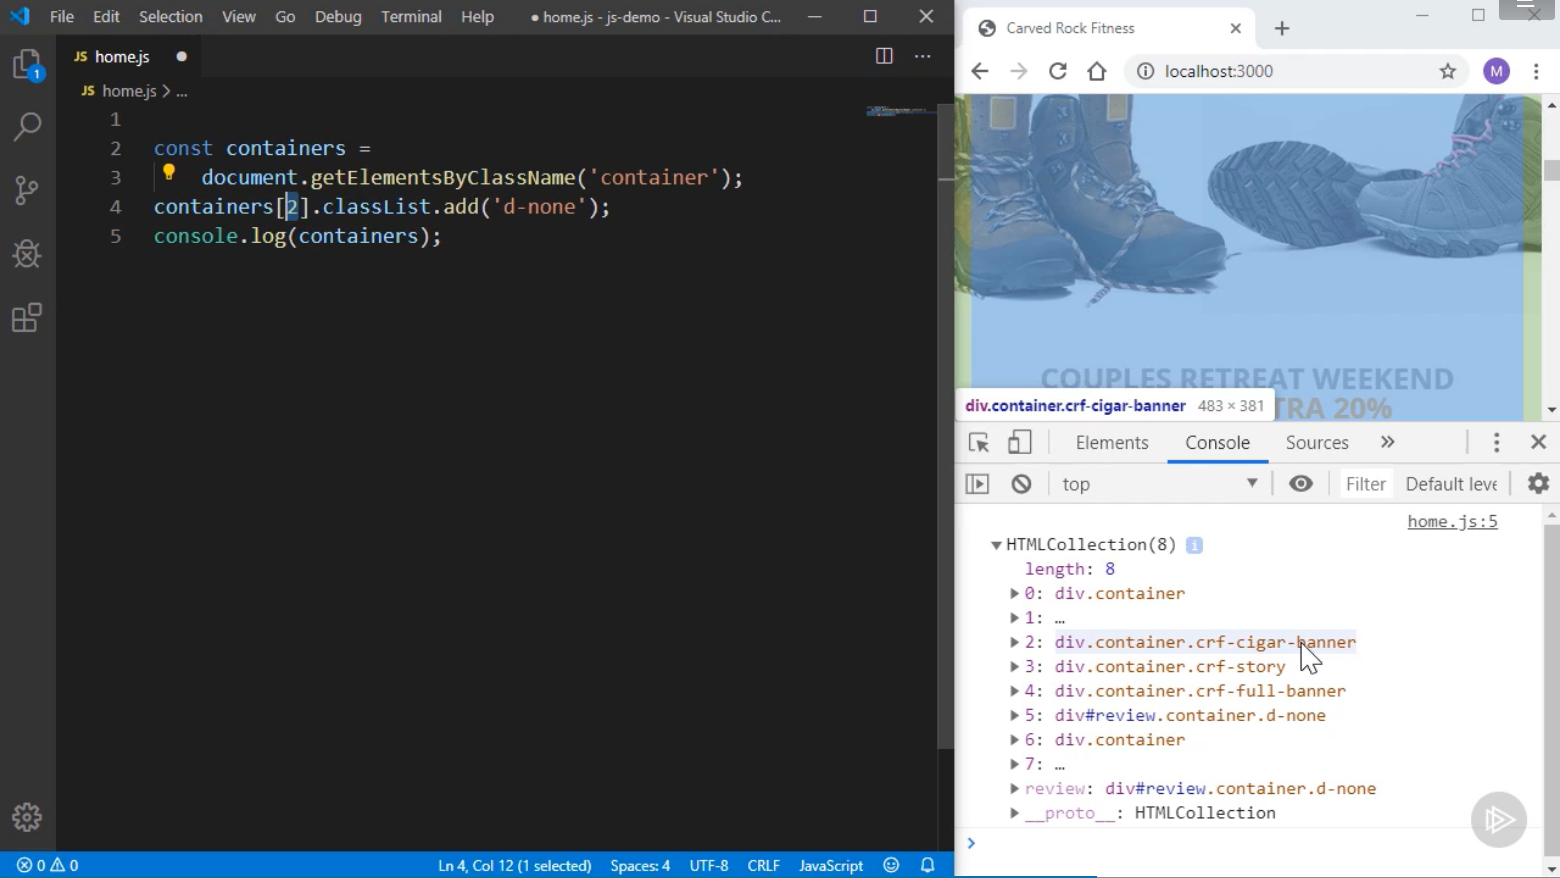 File Edit Selection View Go Debug Terminal Help ● home.js - js-demo - Visual Studio C...
JS home.js ●
JS home.js > ...
1
1
2 const containers =
3 document.getElementsByClassName('container');
4 containers[2].classList.add('d-none');
5 console.log(containers);
0 0
Ln 4, Col 12 (1 selected) Spaces: 4 UTF-8 CRLF JavaScript
Carved Rock Fitness
localhost:3000
M
COUPLES RETREAT WEEKEND
TRA 20%
div.container.crf-cigar-banner 483 × 381
Elements Console Sources »
top Filter Default leve
home.js:5
HTMLCollection(8) i
length: 8
0: div.container
1: …
2: div.container.crf-cigar-banner
3: div.container.crf-story
4: div.container.crf-full-banner
5: div#review.container.d-none
6: div.container
7: …
review: div#review.container.d-none
__proto__: HTMLCollection
>